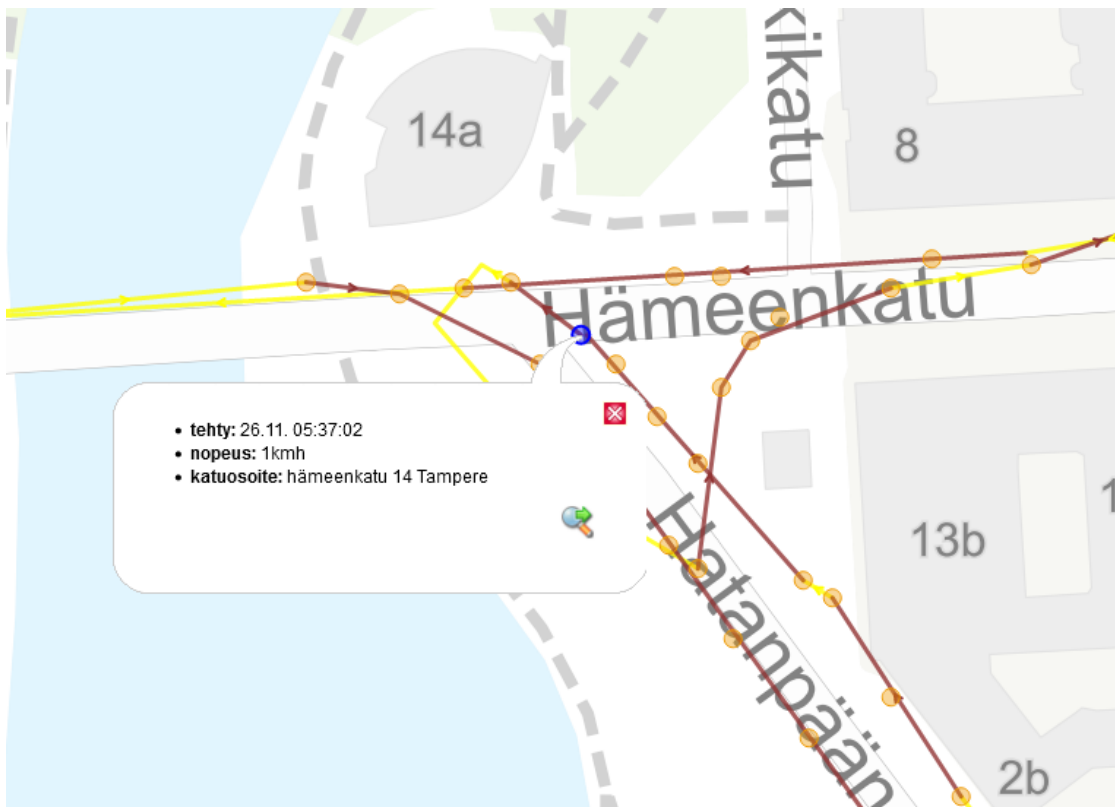 kikatu
14a
8
Hämeenkatu
• tehty: 26.11. 05:37:02
• nopeus: 1kmh
• katuosoite: hämeenkatu 14 Tampere
Hatanpään
13b
1
2b